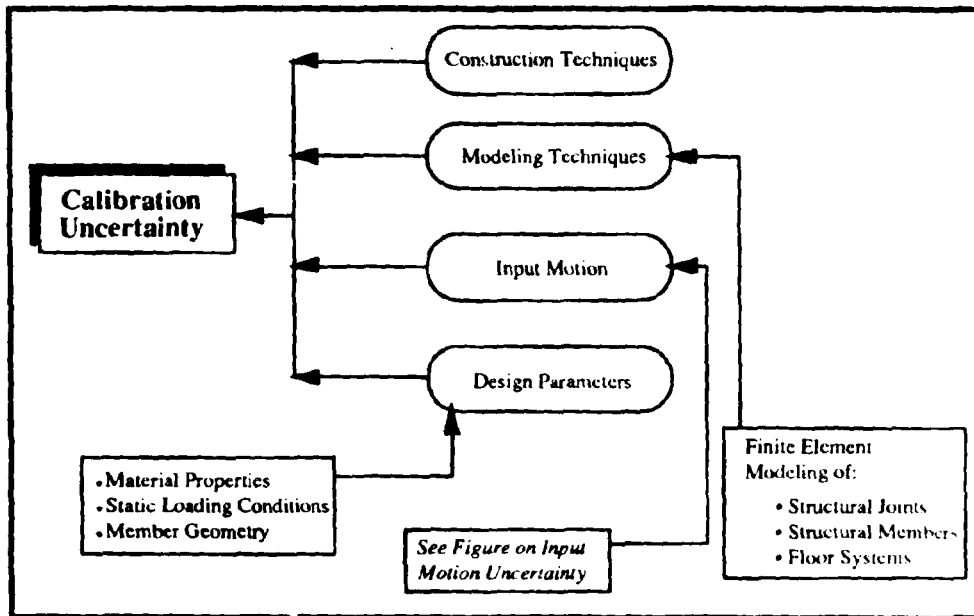 Construction Techniques
Modeling Techniques
Calibration
Uncertainty
Input Motion
Design Parameters
• Material Properties
• Static Loading Conditions
• Member Geometry
See Figure on Input
Motion Uncertainty
Finite Element
Modeling of:
• Structural Joints
• Structural Members
• Floor Systems